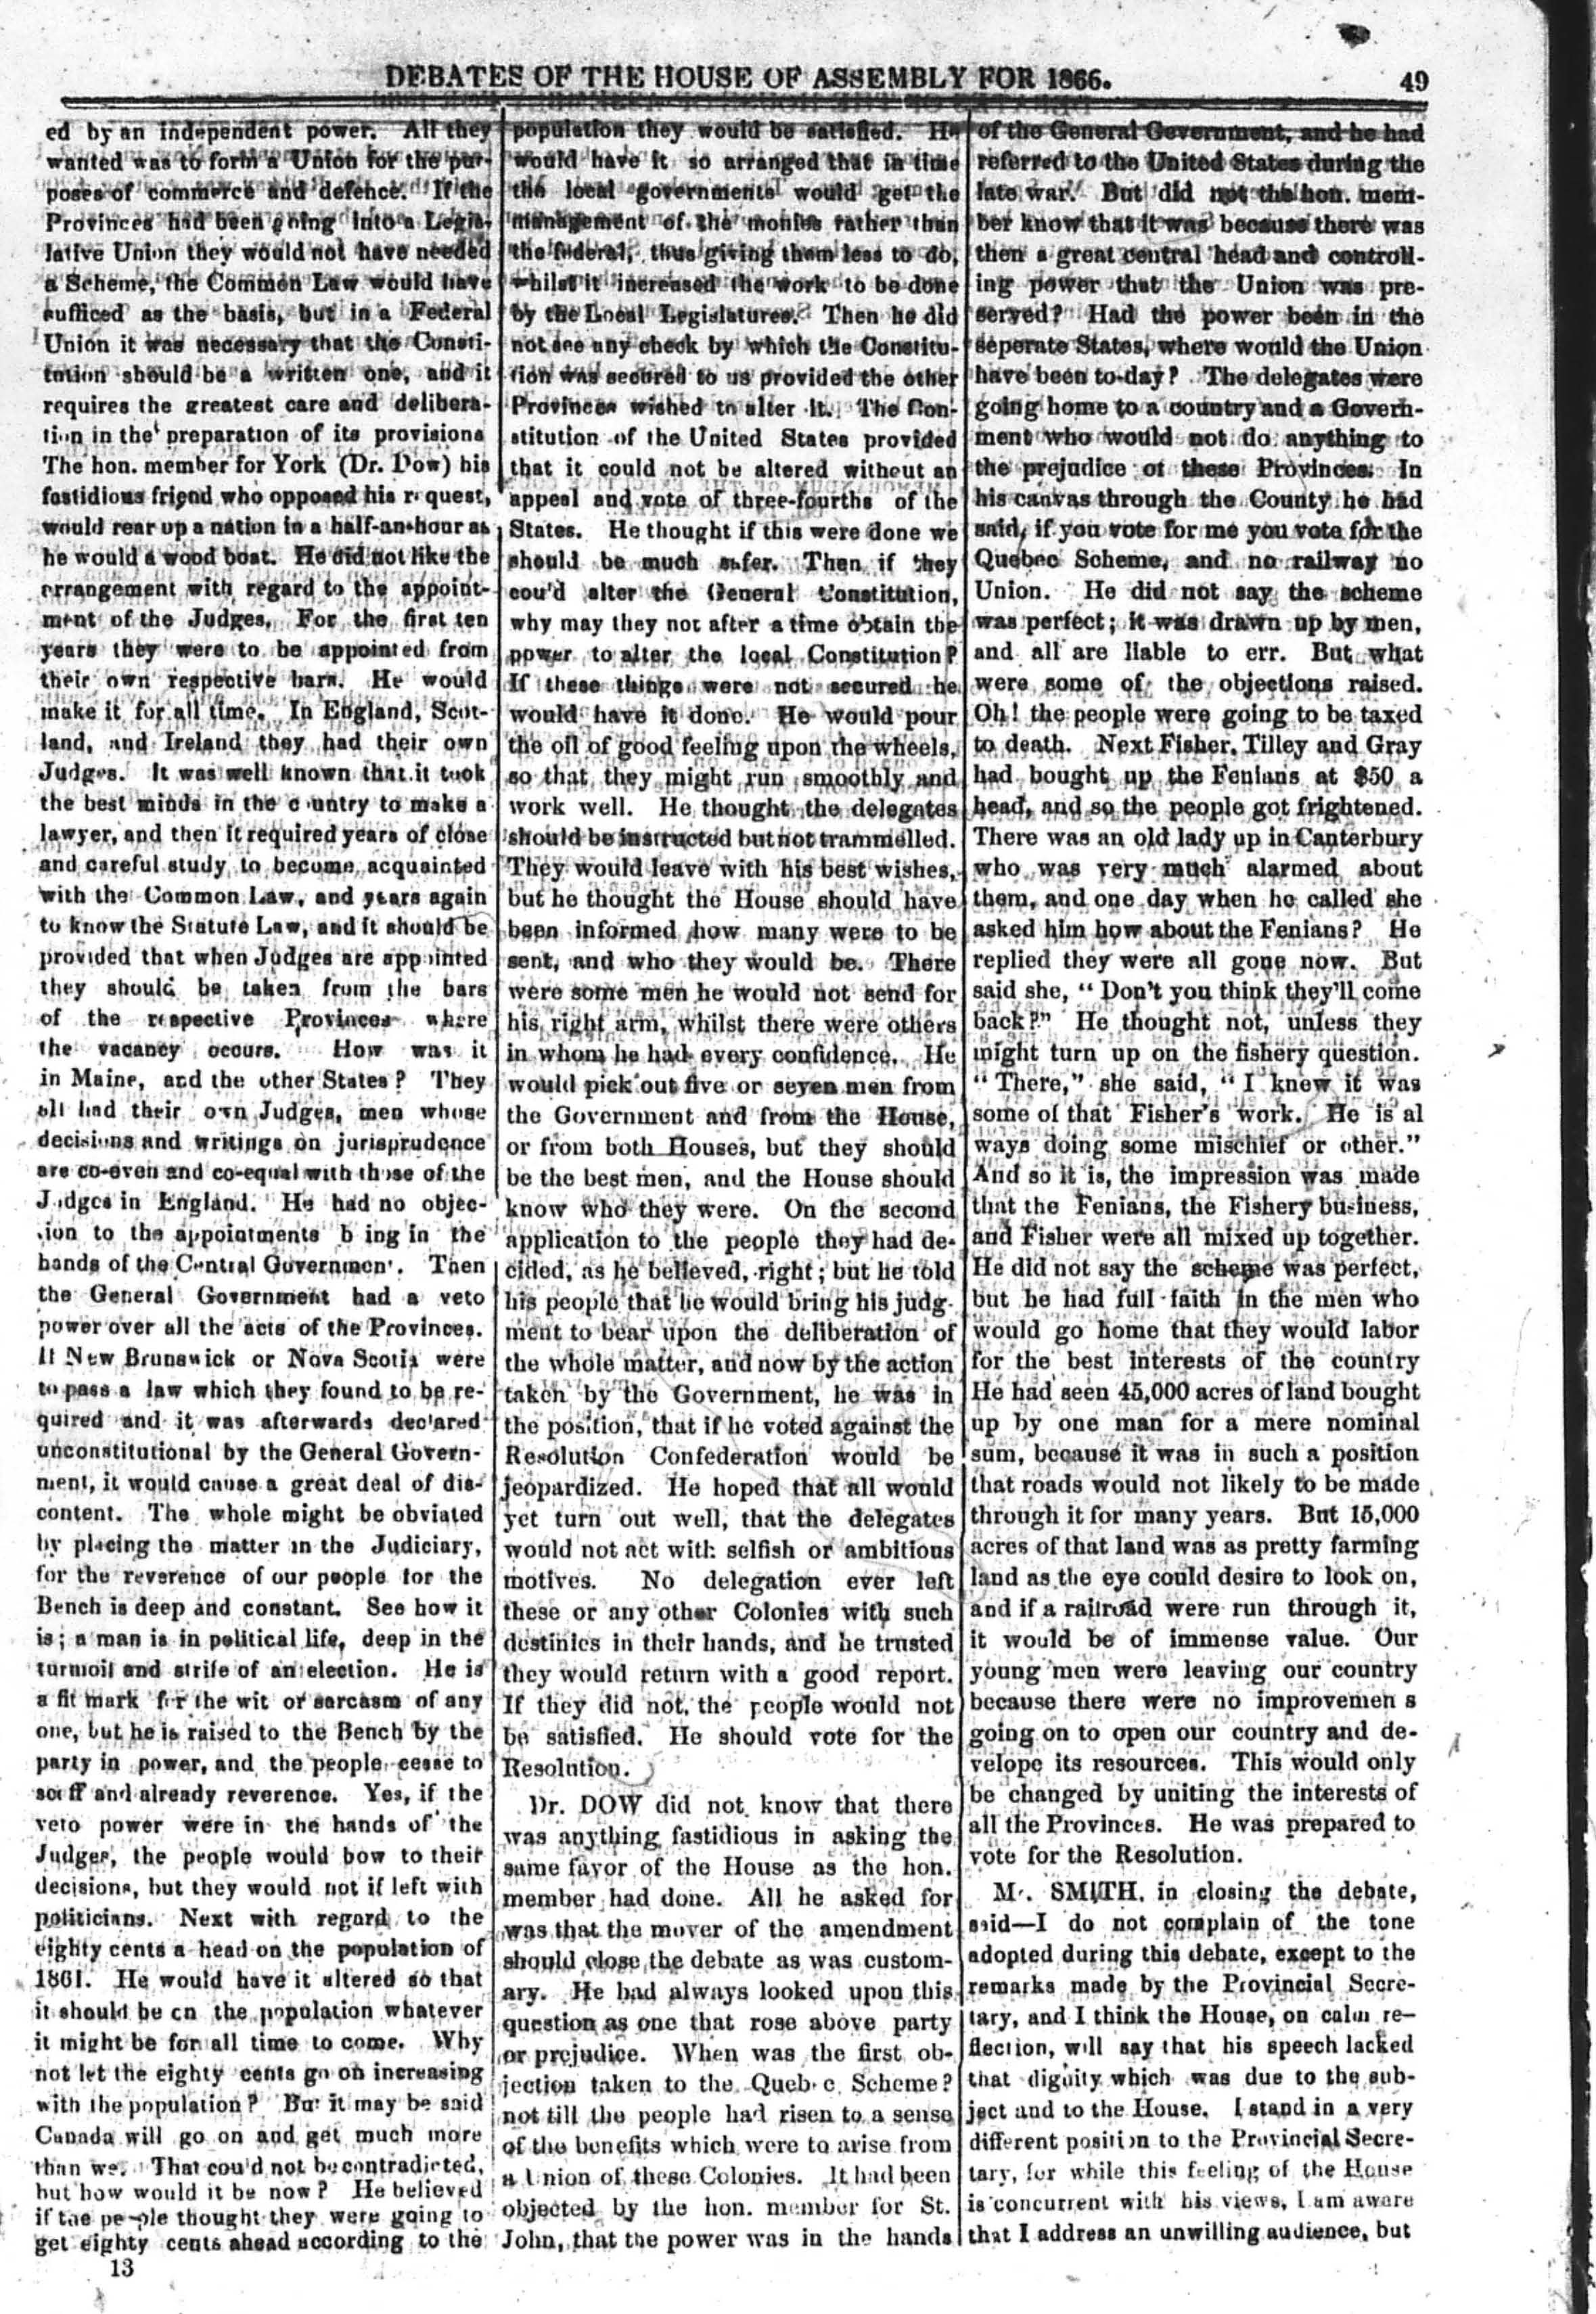 DEBATES OF THE HOUSE OF ASSEMBLY FOR 1866.
49
ed by an independent power. All they
wanted was to form a Union for the pur-
poses of commerce and defence. If the
Provinces had been going into a Legis-
lative Union they would not have needed
a Scheme, the Common Law would have
sufficed as the basis, but in a Federal
Union it was necessary that the Consti-
tution should be a written one, and it
requires the greatest care and delibera-
tion in the preparation of its provisions
The hon. member for York (Dr. Dow) his
fastidious friend who opposed his request,
would rear up a nation in a half-an-hour as
he would a wood boat. He did not like the
arrangement with regard to the appoint-
ment of the Judges. For the first ten
years they were to be appointed from
their own respective bars. He would
make it for all time. In England, Scot-
land, and Ireland they had their own
Judges. It was well known that it took
the best minds in the country to make a
lawyer, and then it required years of close
and careful study to become acquainted
with the Common Law, and years again
to know the Statute Law, and it should be
provided that when Judges are appointed
they should be taken from the bars
of the respective Provinces where
the vacancy occurs. How was it
in Maine, and the other States? They
all had their own Judges, men whose
decisions and writings on jurisprudence
are co-even and co-equal with those of the
Judges in England. He had no objec-
tion to the appointments being in the
hands of the Central Government. Then
the General Government had a veto
power over all the acts of the Provinces.
If New Brunswick or Nova Scotia were
to pass a law which they found to be re-
quired and it was afterwards declared
unconstitutional by the General Govern-
ment, it would cause a great deal of dis-
content. The whole might be obviated
by placing the matter in the Judiciary,
for the reverence of our people for the
Bench is deep and constant. See how it
is; a man is in political life, deep in the
turmoil and strife of an election. He is
a fit mark for the wit or sarcasm of any
one, but he is raised to the Bench by the
party in power, and the people cease to
scoff and already reverence. Yes, if the
veto power were in the hands of the
Judges, the people would bow to their
decisions, but they would not if left with
politicians. Next with regard to the
eighty cents a head on the population of
1861. He would have it altered so that
it should be on the population whatever
it might be for all time to come. Why
not let the eighty cents go on increasing
with the population? But it may be said
Canada will go on and get much more
than we. That cou'd not be contradicted,
but how would it be now? He believed
if the people thought they were going to
get eighty cents ahead according to the
13
population they would be satisfied. He
would have it so arranged that in time
the local governments would get the
management of the monies rather than
the federal, thus giving them less to do,
whilst it increased the work to be done
by the Local Legislatures. Then he did
not see any check by which the Constitu-
tion was secured to us provided the other
Provinces wished to alter it. The Con-
stitution of the United States provided
that it could not be altered without an
appeal and vote of three-fourths of the
States. He thought if this were done we
should be much safer. Then if they
cou'd alter the General Constitution,
why may they not after a time obtain the
power to alter the local Constitution?
If these things were not secured he
would have it done. He would pour
the oil of good feeling upon the wheels,
so that they might run smoothly and
work well. He thought the delegates
should be instructed but not trammelled.
They would leave with his best wishes,
but he thought the House should have
been informed how many were to be
sent, and who they would be. There
were some men he would not send for
his right arm, whilst there were others
in whom he had every confidence. He
would pick out five or seven men from
the Government and from the House,
or from both Houses, but they should
be the best men, and the House should
know who they were. On the second
application to the people they had de-
cided, as he believed, right; but he told
his people that he would bring his judg-
ment to bear upon the deliberation of
the whole matter, and now by the action
taken by the Government, he was in
the position, that if he voted against the
Resolution Confederation would be
jeopardized. He hoped that all would
yet turn out well, that the delegates
would not act with selfish or ambitious
motives. No delegation ever left
these or any other Colonies with such
destinies in their hands, and he trusted
they would return with a good report.
If they did not, the people would not
be satisfied. He should vote for the
Resolution.
Dr. DOW did not know that there
was anything fastidious in asking the
same favor of the House as the hon.
member had done. All he asked for
was that the mover of the amendment
should close the debate as was custom-
ary. He had always looked upon this
question as one that rose above party
or prejudice. When was the first ob-
jection taken to the Quebec Scheme?
not till the people had risen to a sense
of the benefits which were to arise from
a Union of these Colonies. It had been
objected by the hon. member for St.
John, that the power was in the hands
of the General Government, and he had
referred to the United States during the
late war. But did not the hon. mem-
ber know that it was because there was
then a great central head and controll-
ing power that the Union was pre-
served? Had the power been in the
seperate States, where would the Union
have been to-day? The delegates were
going home to a country and a Govern-
ment who would not do anything to
the prejudice of these Provinces. In
his canvas through the County he had
said, if you vote for me you vote for the
Quebec Scheme, and no railway no
Union. He did not say the scheme
was perfect; it was drawn up by men,
and all are liable to err. But what
were some of the objections raised.
Oh! the people were going to be taxed
to death. Next Fisher, Tilley and Gray
had bought up the Fenians at $50 a
head, and so the people got frightened.
There was an old lady up in Canterbury
who was very much alarmed about
them, and one day when he called she
asked him how about the Fenians? He
replied they were all gone now. But
said she, "Don't you think they'll come
back?" He thought not, unless they
might turn up on the fishery question.
"There," she said, "I knew it was
some of that Fisher's work. He is al
ways doing some mischief or other."
And so it is, the impression was made
that the Fenians, the Fishery business,
and Fisher were all mixed up together.
He did not say the scheme was perfect,
but he had full faith in the men who
would go home that they would labor
for the best interests of the country
He had seen 45,000 acres of land bought
up by one man for a mere nominal
sum, because it was in such a position
that roads would not likely to be made
through it for many years. But 15,000
acres of that land was as pretty farming
land as the eye could desire to look on,
and if a railroad were run through it,
it would be of immense value. Our
young men were leaving our country
because there were no improvemen s
going on to open our country and de-
velope its resources. This would only
be changed by uniting the interests of
all the Provinces. He was prepared to
vote for the Resolution.
Mr. SMITH, in closing the debate,
said—I do not complain of the tone
adopted during this debate, except to the
remarks made by the Provincial Secre-
tary, and I think the House, on calm re-
flection, will say that his speech lacked
that dignity which was due to the sub-
ject and to the House. I stand in a very
different position to the Provincial Secre-
tary, for while this feeling of the House
is concurrent with his views, I am aware
that I address an unwilling audience, but